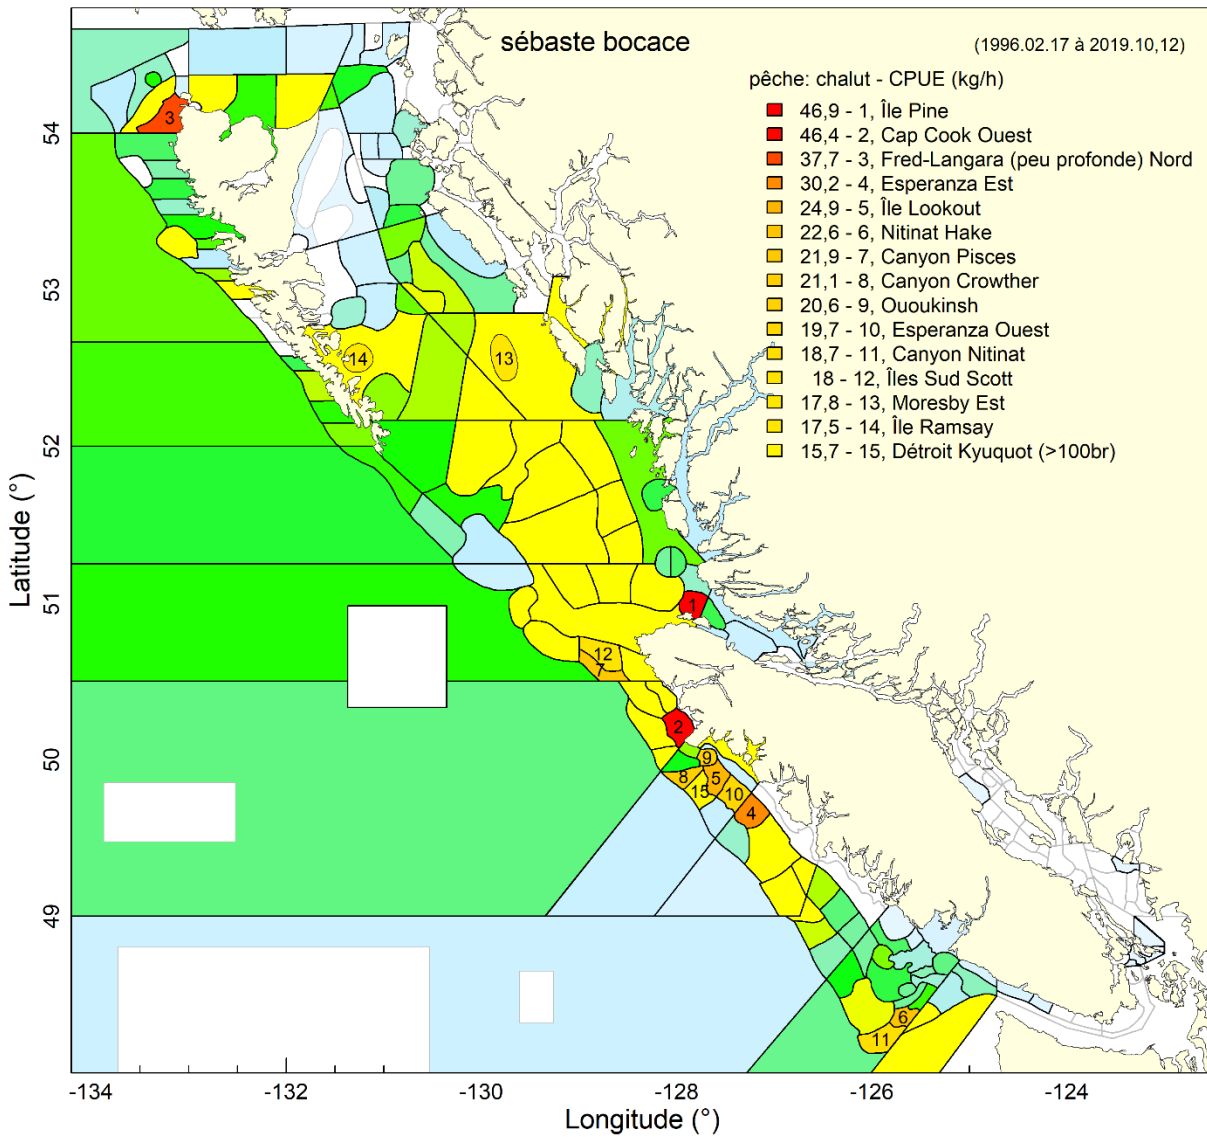 sébaste bocace
(1996.02.17 à 2019.10,12)
pêche: chalut - CPUE (kg/h)
46,9 - 1, Île Pine
46,4 - 2, Cap Cook Ouest
37,7 - 3, Fred-Langara (peu profonde) Nord
30,2 - 4, Esperanza Est
24,9 - 5, Île Lookout
22,6 - 6, Nitinat Hake
21,9 - 7, Canyon Pisces
21,1 - 8, Canyon Crowther
20,6 - 9, Ououkinsh
19,7 - 10, Esperanza Ouest
18,7 - 11, Canyon Nitinat
18 - 12, Îles Sud Scott
17,8 - 13, Moresby Est
17,5 - 14, Île Ramsay
15,7 - 15, Détroit Kyuquot (>100br)
3
14
13
1
12
7
2
9
8
5
15
10
4
6
11
54
53
52
51
50
49
Latitude (°)
-134
-132
-130
-128
-126
-124
Longitude (°)